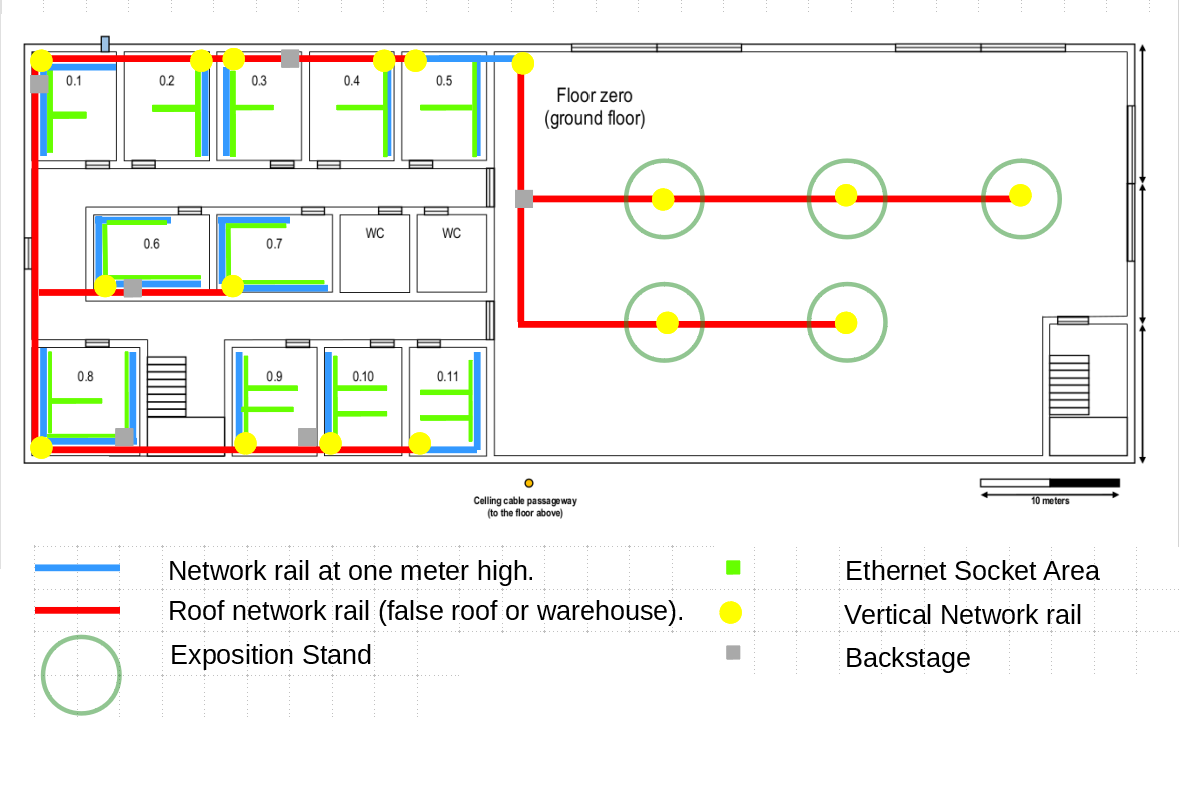 0.1
0.2
0.3
0.4
0.5
Floor zero
(ground floor)
0.6
0.7
WC
WC
0.8
0.9
0.10
0.11
Celling cable passageway
(to the floor above)
10 meters
Network rail at one meter high.
Ethernet Socket Area
Roof network rail (false roof or warehouse).
Vertical Network rail
Exposition Stand
Backstage